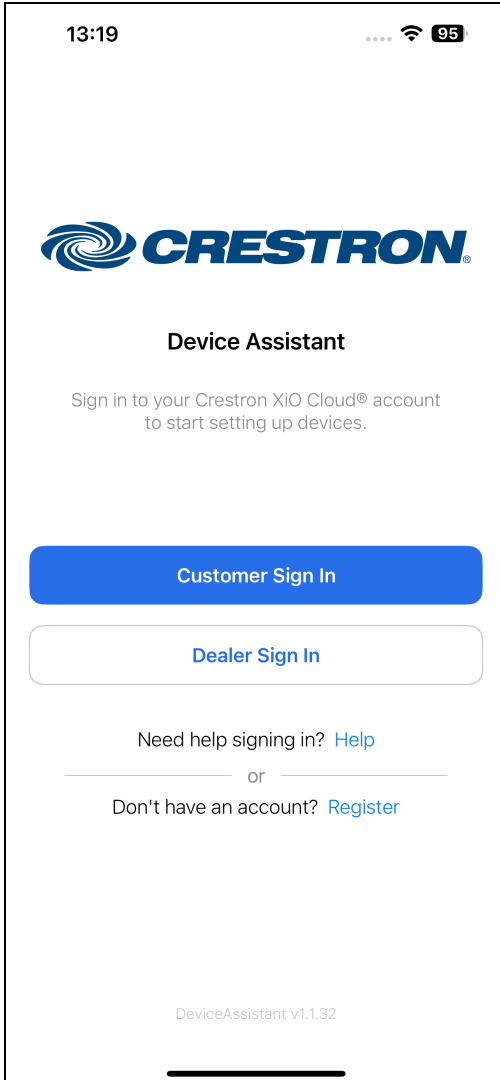 13:19
95
CRESTRON®
Device Assistant
Sign in to your Crestron XiO Cloud® account
to start setting up devices.
Customer Sign In
Dealer Sign In
Need help signing in? Help
or
Don't have an account? Register
DeviceAssistant v1.1.32